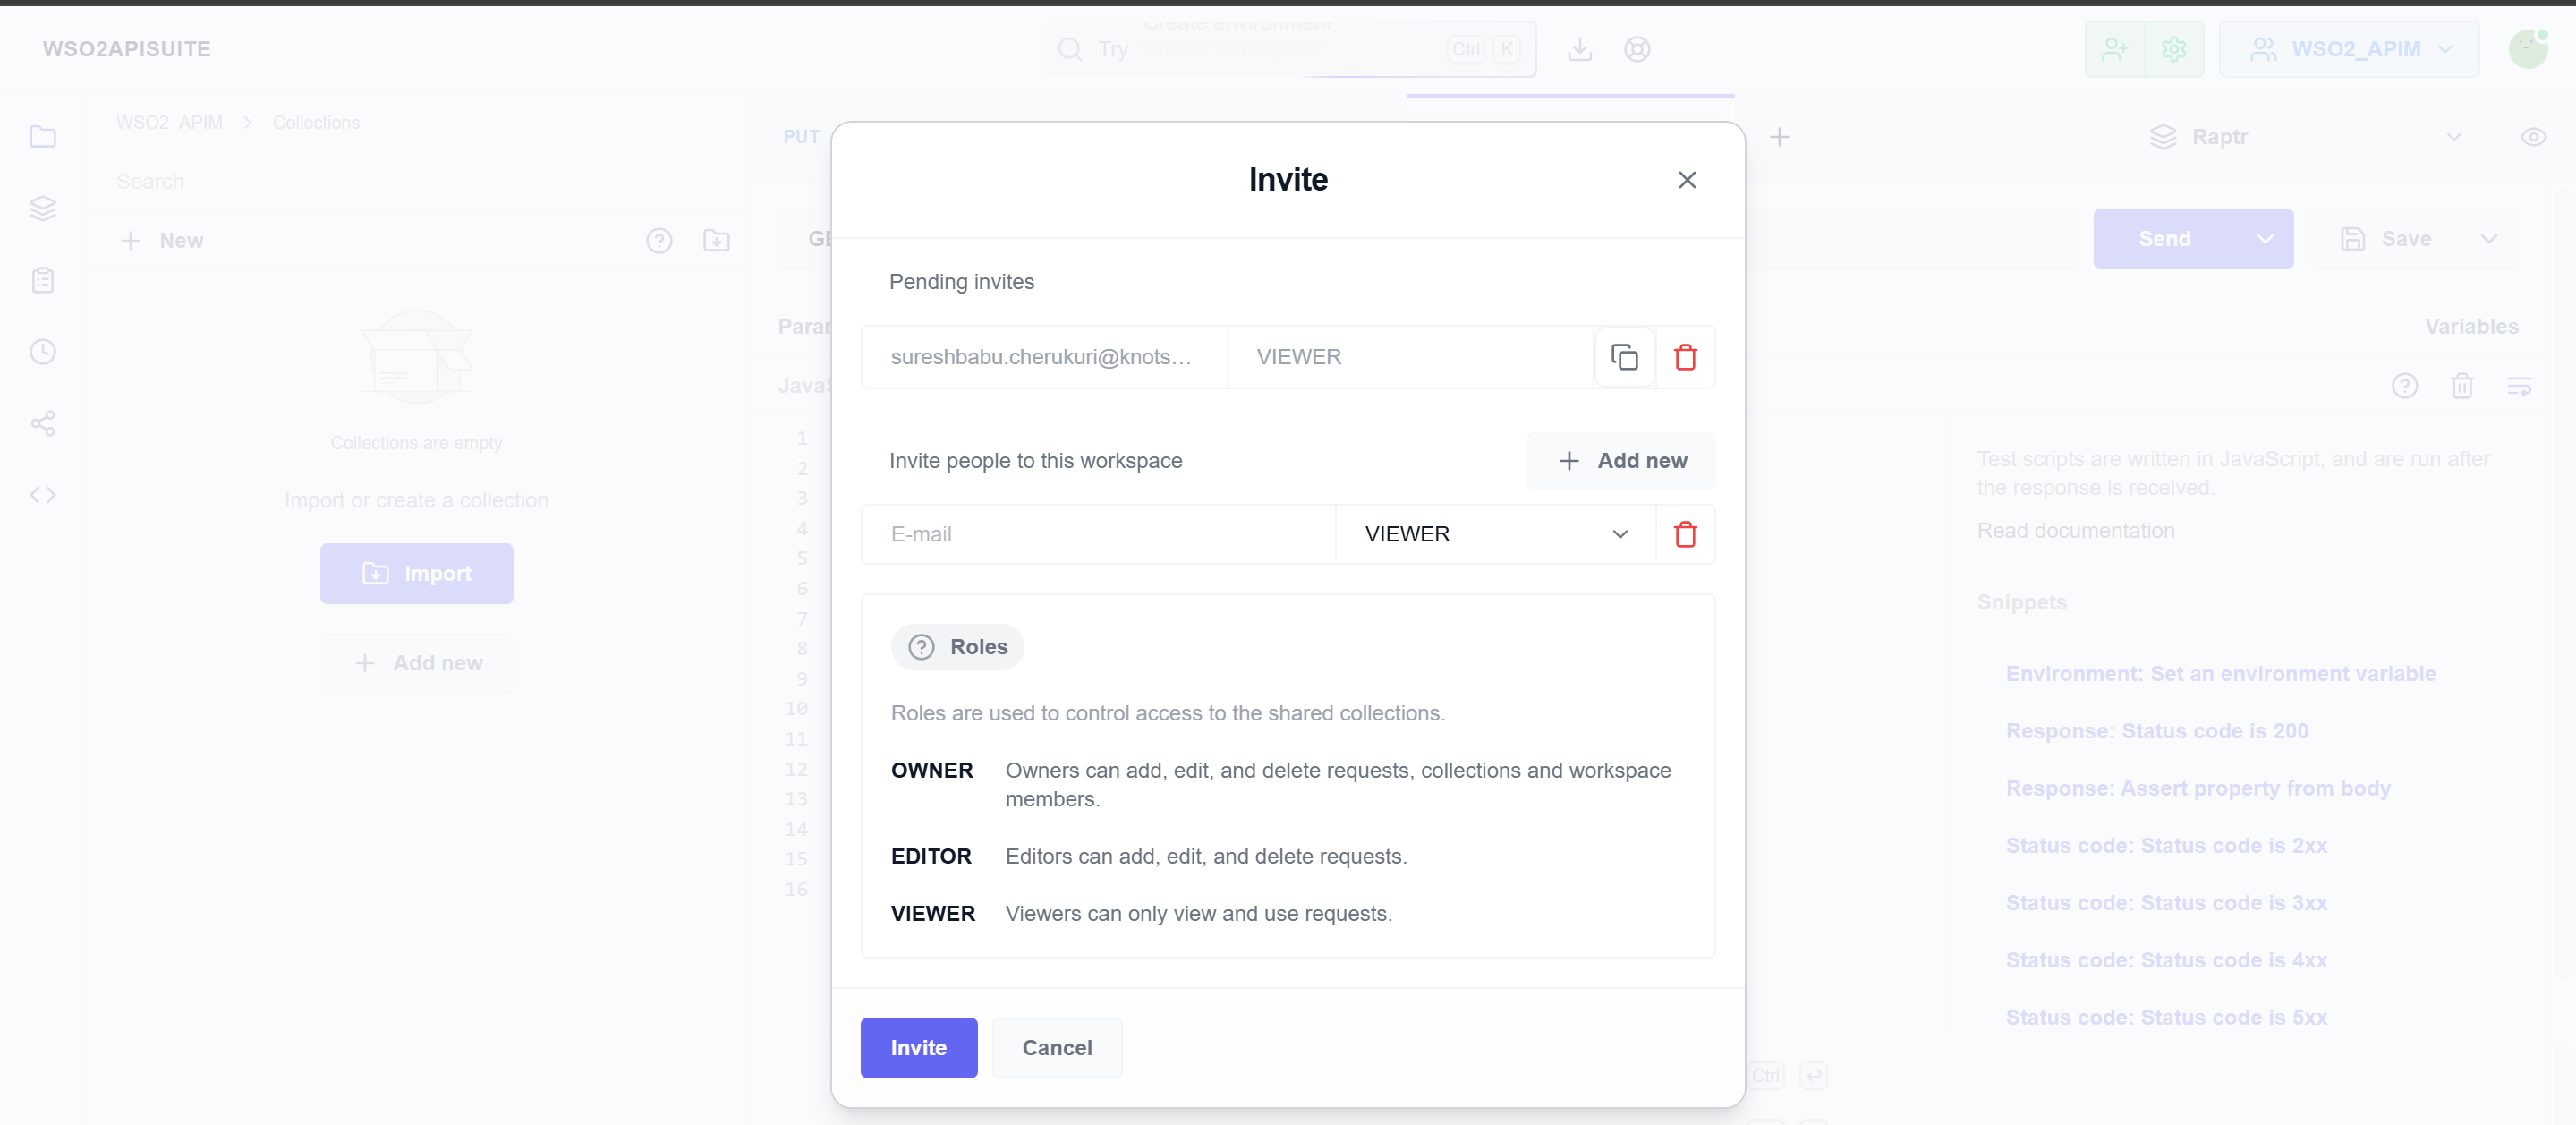 WSO2APISUITE
Create environment
Try
Ctrl K
WSO2_APIM
WSO2_APIM > Collections
PUT
Raptr
Search
New
Send
Save
Invite
Pending invites
sureshbabu.cherukuri@knots...
VIEWER
Variables
Collections are empty
Import or create a collection
Import
Add new
Invite people to this workspace
Add new
E-mail
VIEWER
Roles
Roles are used to control access to the shared collections.
OWNER Owners can add, edit, and delete requests, collections and workspace
members.
EDITOR Editors can add, edit, and delete requests.
VIEWER Viewers can only view and use requests.
Invite
Cancel
1
2
3
4
5
6
7
8
9
10
11
12
13
14
15
16
Test scripts are written in JavaScript, and are run after
the response is received.
Read documentation
Snippets
Environment: Set an environment variable
Response: Status code is 200
Response: Assert property from body
Status code: Status code is 2xx
Status code: Status code is 3xx
Status code: Status code is 4xx
Status code: Status code is 5xx
Ctrl